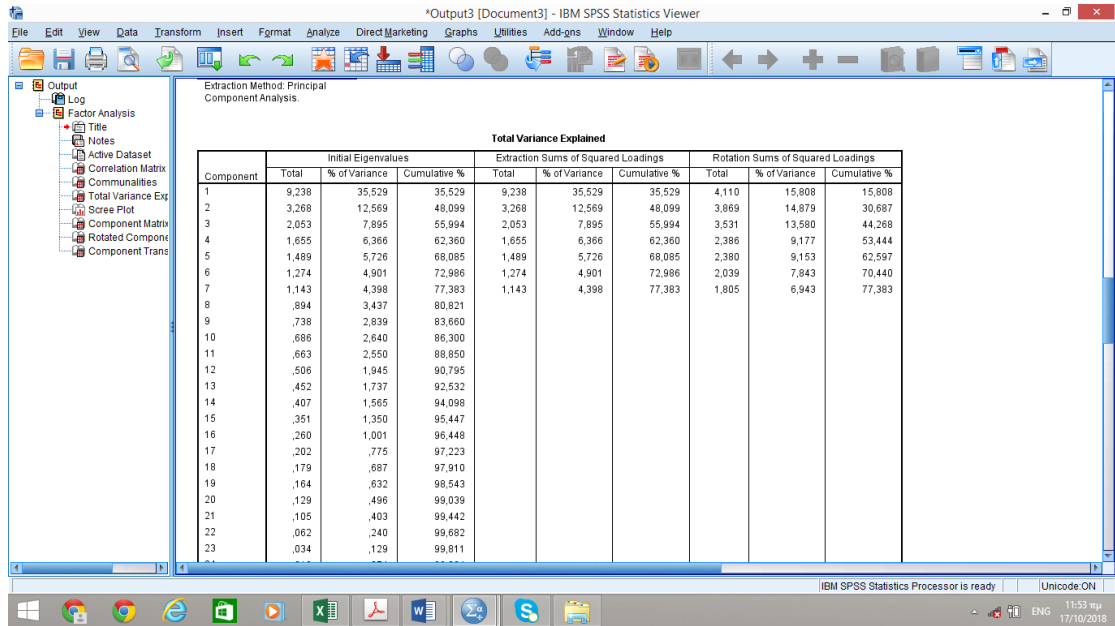 *Output3 [Document3] - IBM SPSS Statistics Viewer
File Edit View Data Transform Insert Format Analyze Direct Marketing Graphs Utilities Add-ons Window Help
Output
Log
Factor Analysis
Title
Notes
Active Dataset
Correlation Matrix
Communalities
Total Variance Exp
Scree Plot
Component Matrix
Rotated Compone
Component Trans
Extraction Method: Principal
Component Analysis.
Total Variance Explained
Initial Eigenvalues Extraction Sums of Squared Loadings Rotation Sums of Squared Loadings
Component Total % of Variance Cumulative % Total % of Variance Cumulative % Total % of Variance Cumulative %
1 9,238 35,529 35,529 9,238 35,529 35,529 4,110 15,808 15,808
2 3,268 12,569 48,099 3,268 12,569 48,099 3,869 14,879 30,687
3 2,053 7,895 55,994 2,053 7,895 55,994 3,531 13,580 44,268
4 1,655 6,366 62,360 1,655 6,366 62,360 2,386 9,177 53,444
5 1,489 5,726 68,085 1,489 5,726 68,085 2,380 9,153 62,597
6 1,274 4,901 72,986 1,274 4,901 72,986 2,039 7,843 70,440
7 1,143 4,398 77,383 1,143 4,398 77,383 1,805 6,943 77,383
8 ,894 3,437 80,821
9 ,738 2,839 83,660
10 ,686 2,640 86,300
11 ,663 2,550 88,850
12 ,506 1,945 90,795
13 ,452 1,737 92,532
14 ,407 1,565 94,098
15 ,351 1,350 95,447
16 ,260 1,001 96,448
17 ,202 ,775 97,223
18 ,179 ,687 97,910
19 ,164 ,632 98,543
20 ,129 ,496 99,039
21 ,105 ,403 99,442
22 ,062 ,240 99,682
23 ,034 ,129 99,811
IBM SPSS Statistics Processor is ready Unicode:ON
ENG 11:53 πμ
17/10/2018